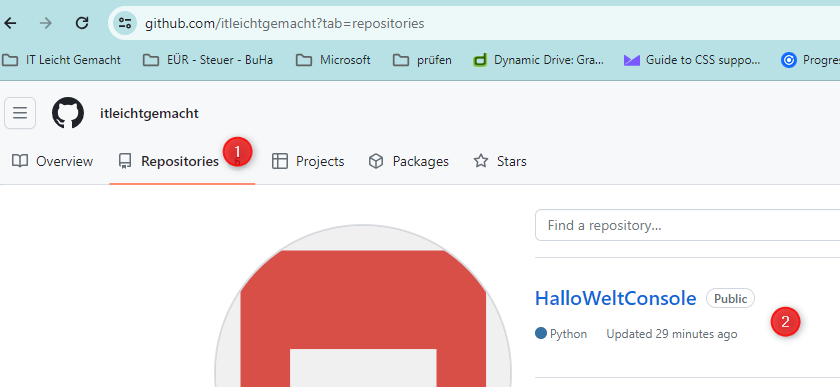 github.com/itleichtgemacht?tab=repositories
IT Leicht Gemacht EÜR - Steuer - BuHa Microsoft prüfen Dynamic Drive: Gra... Guide to CSS suppo... Progres
itleichtgemacht
Overview Repositories 1 Projects Packages Stars
Find a repository...
HalloWeltConsole Public
2
Python Updated 29 minutes ago